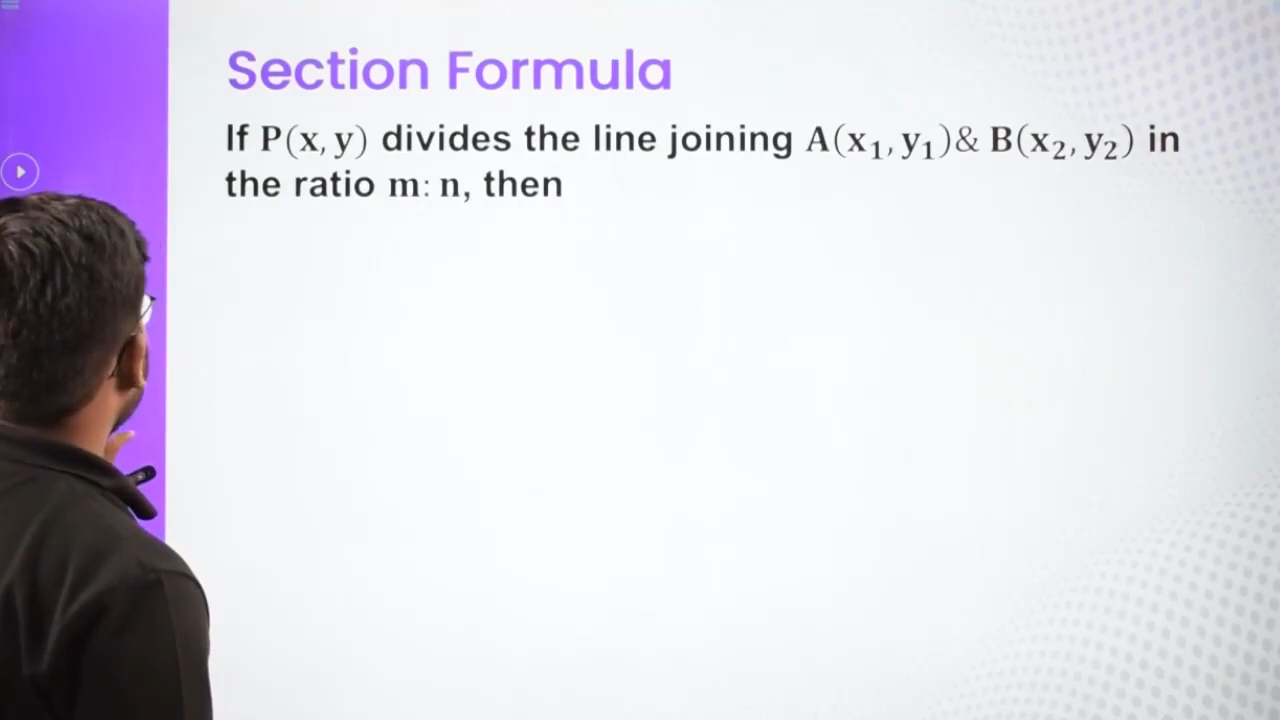 Section Formula
If P(x, y) divides the line joining A(x₁, y₁)& B(x₂, y₂) in
the ratio m: n, then